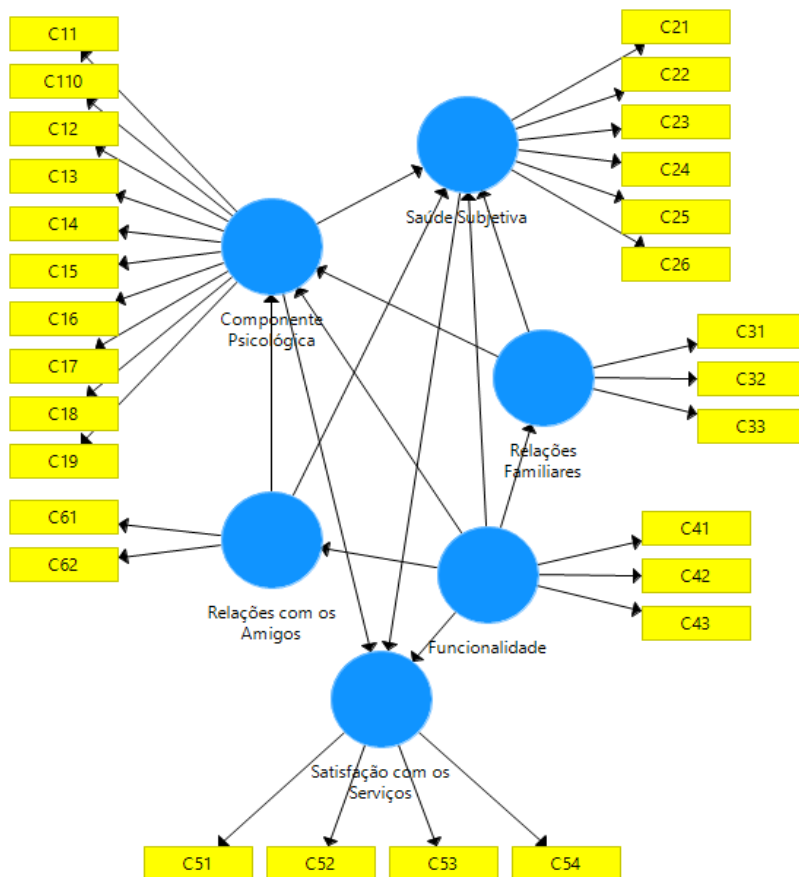 C11
C110
C12
C13
C14
C15
C16
C17
C18
C19
C61
C62
C21
C22
C23
C24
C25
C26
Saúde Subjetiva
Componente
Psicológica
C31
C32
C33
Relações
Familiares
C41
C42
C43
Relações com os
Amigos
Funcionalidade
Satisfação com os
Serviços
C51
C52
C53
C54